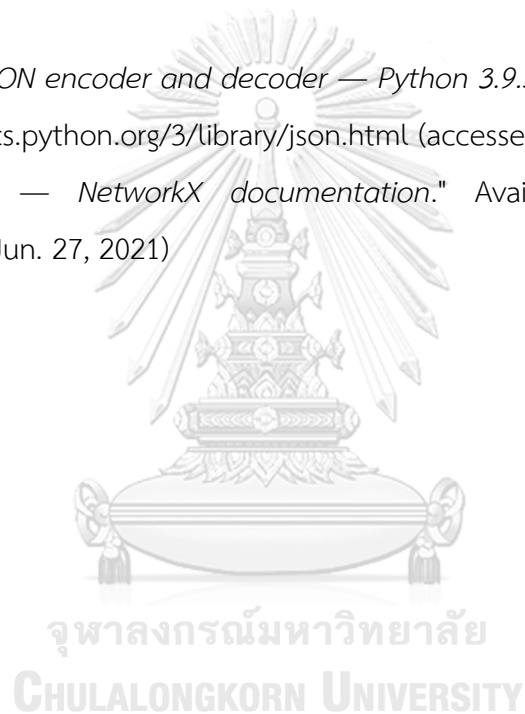 ON encoder and decoder — Python 3.9.
s.python.org/3/library/json.html (accesse
— NetworkX documentation." Avai
un. 27, 2021)
จุฬาลงกรณ์มหาวิทยาลัย
CHULALONGKORN UNIVERSITY